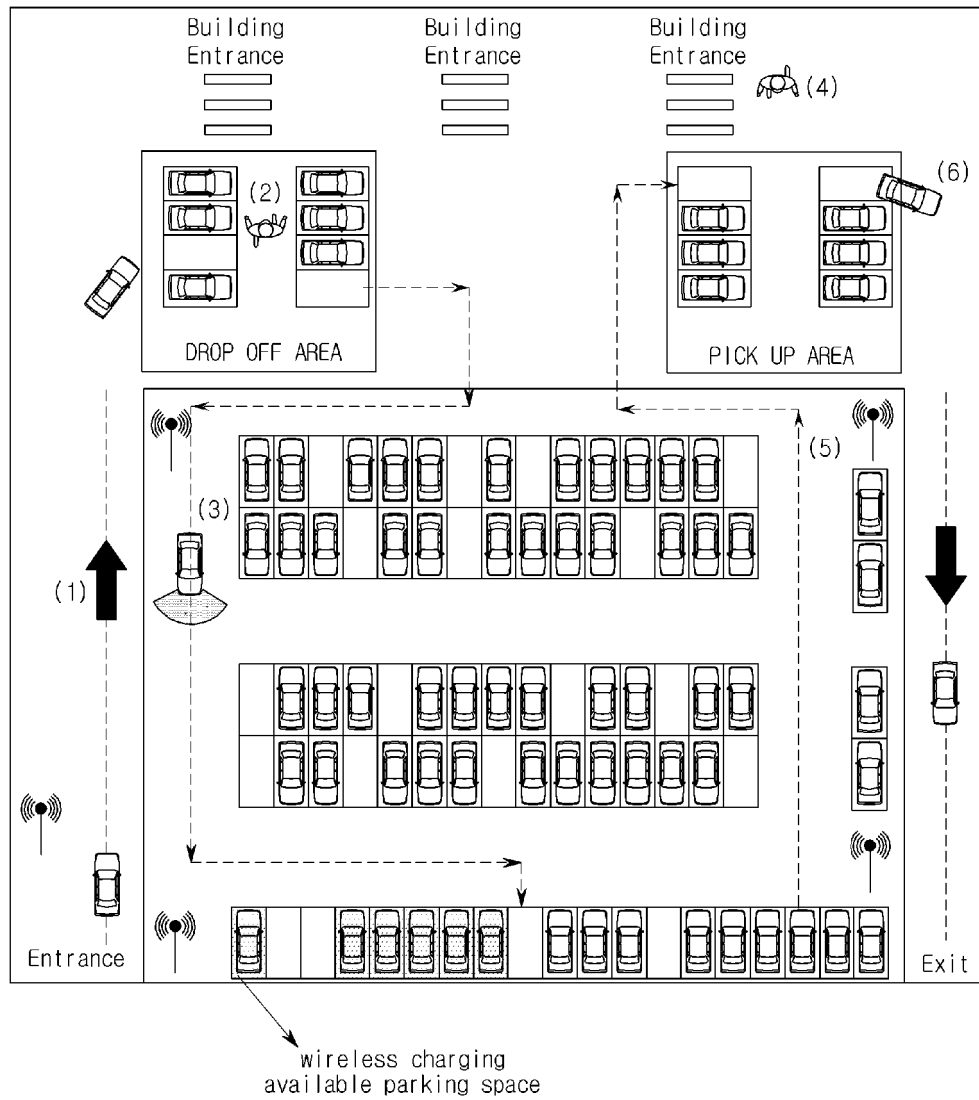 Building
Entrance
Building
Entrance
Building
Entrance
(4)
(2)
(6)
DROP OFF AREA
PICK UP AREA
(5)
(3)
(1)
Entrance
Exit
wireless charging
available parking space